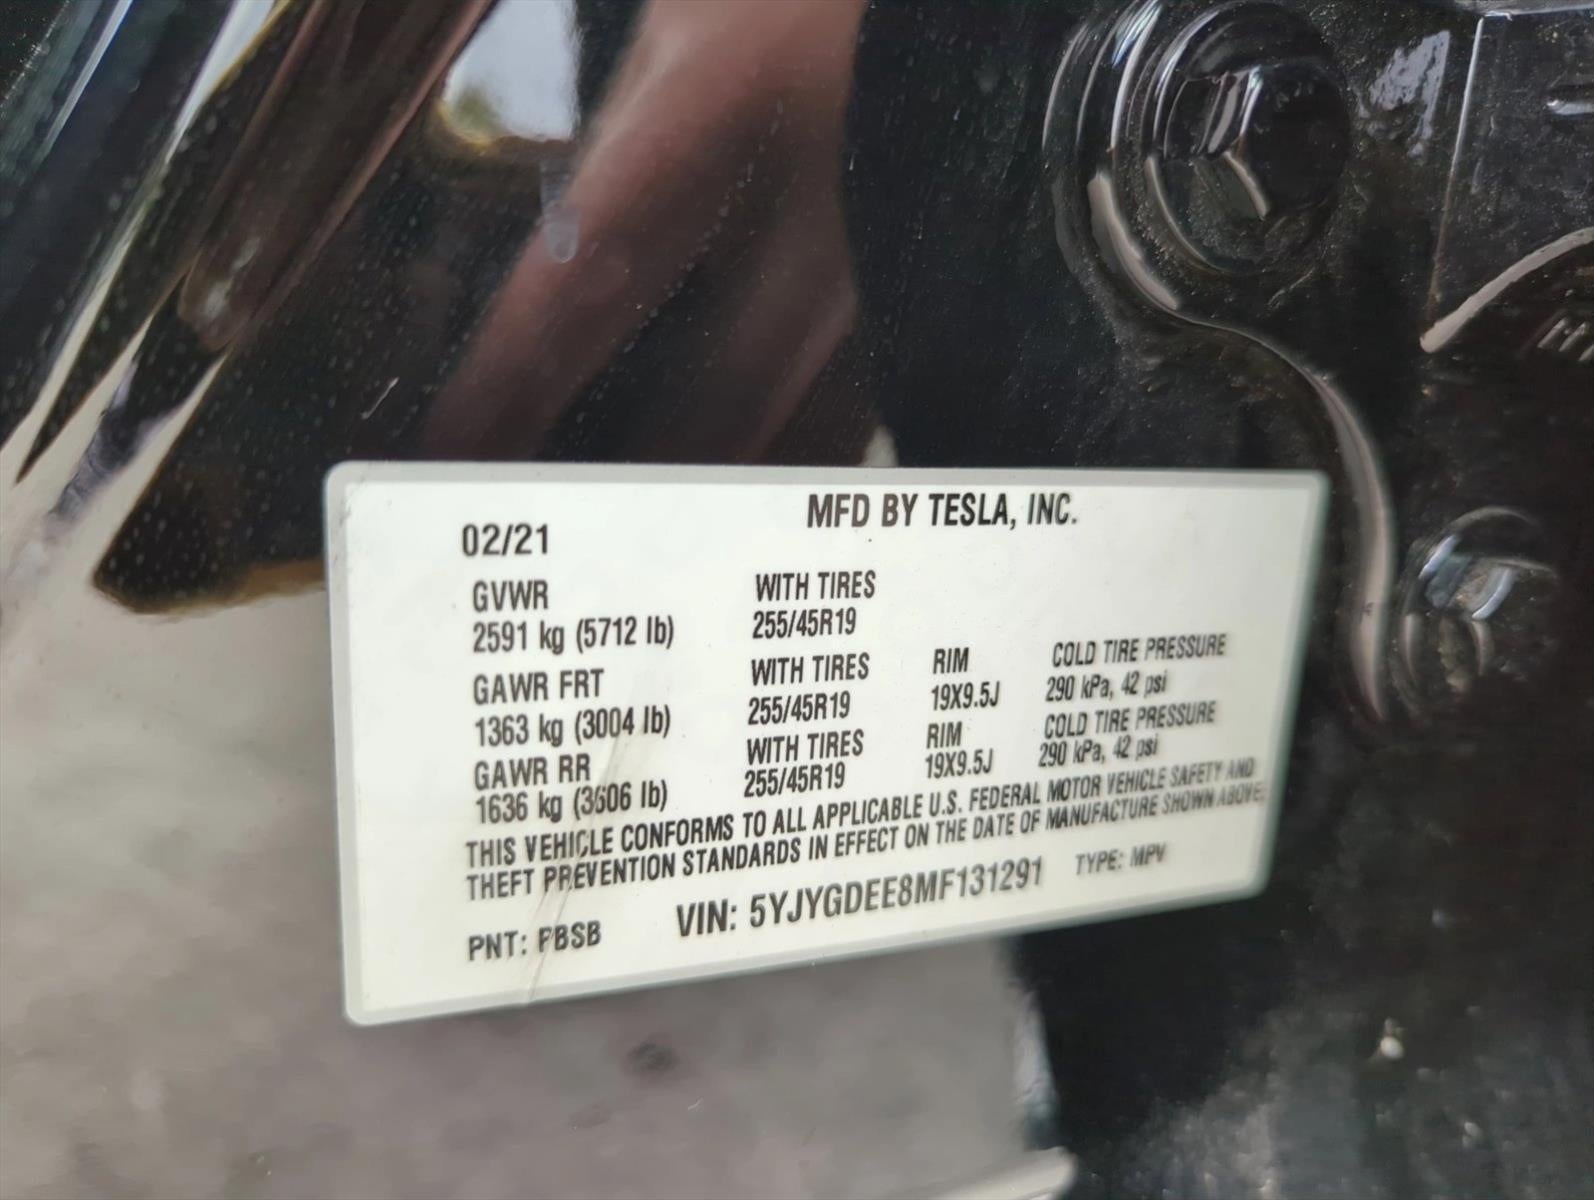 MFD BY TESLA, INC.
02/21
GVWR WITH TIRES
2591 kg (5712 lb) 255/45R19
GAWR FRT WITH TIRES RIM COLD TIRE PRESSURE
1363 kg (3004 lb) 255/45R19 19X9.5J 290 kPa, 42 psi
GAWR RR WITH TIRES RIM COLD TIRE PRESSURE
1636 kg (3606 lb) 255/45R19 19X9.5J 290 kPa, 42 psi
THIS VEHICLE CONFORMS TO ALL APPLICABLE U.S. FEDERAL MOTOR VEHICLE SAFETY AND
THEFT PREVENTION STANDARDS IN EFFECT ON THE DATE OF MANUFACTURE SHOWN ABOVE.
PNT: PBSB VIN: 5YJYGDEE8MF131291 TYPE: MPV